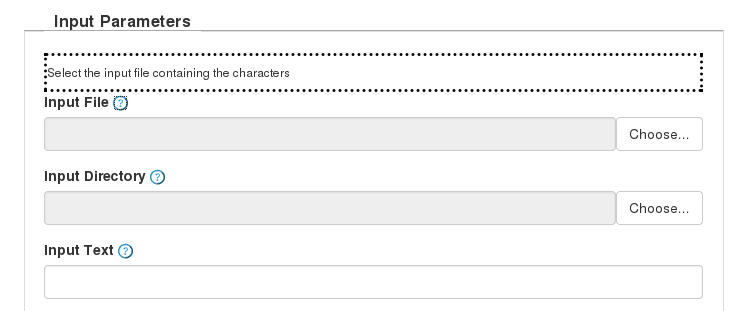 Input Parameters
Select the input file containing the characters
Input File ?
Choose...
Input Directory ?
Choose...
Input Text ?